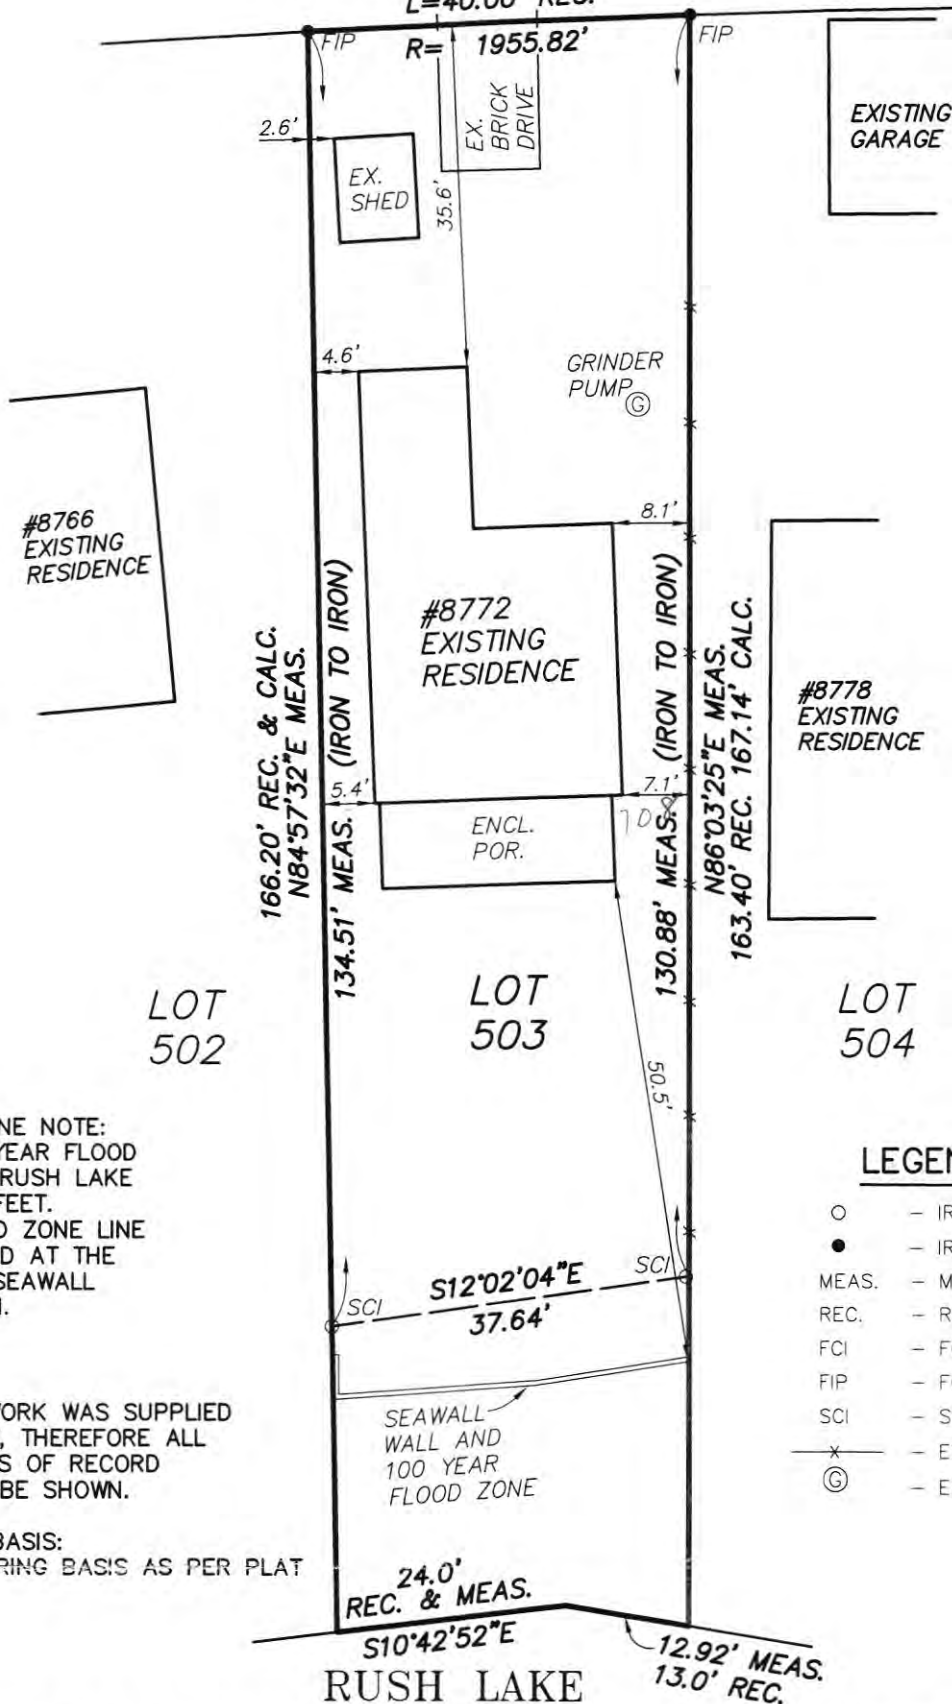 L=40.00' REC.
R= 1955.82'
FIP
FIP
2.6'
EX.
SHED
EX.
BRICK
DRIVE
35.6'
EXISTING
GARAGE
4.6'
GRINDER
PUMP
G
#8766
EXISTING
RESIDENCE
8.1'
#8772
EXISTING
RESIDENCE
#8778
EXISTING
RESIDENCE
166.20' REC. & CALC.
N84°57'32"E MEAS.
134.51' MEAS. (IRON TO IRON)
130.88' MEAS. (IRON TO IRON)
N86°03'25"E MEAS.
163.40' REC. 167.14' CALC.
5.4'
7.1'
708
ENCL.
POR.
LOT
502
LOT
503
LOT
504
50.5'
NE NOTE:
YEAR FLOOD
RUSH LAKE
FEET.
D ZONE LINE
D AT THE
SEAWALL
LEGEN
– IR
– IR
MEAS. – M
REC. – R
FCI – F
FIP – F
SCI – S
x – E
G – E
SCI
SCI
S12°02'04"E
37.64'
ORK WAS SUPPLIED
, THEREFORE ALL
S OF RECORD
BE SHOWN.
SEAWALL
WALL AND
100 YEAR
FLOOD ZONE
BASIS:
RING BASIS AS PER PLAT
24.0'
REC. & MEAS.
S10°42'52"E
12.92' MEAS.
13.0' REC.
RUSH LAKE